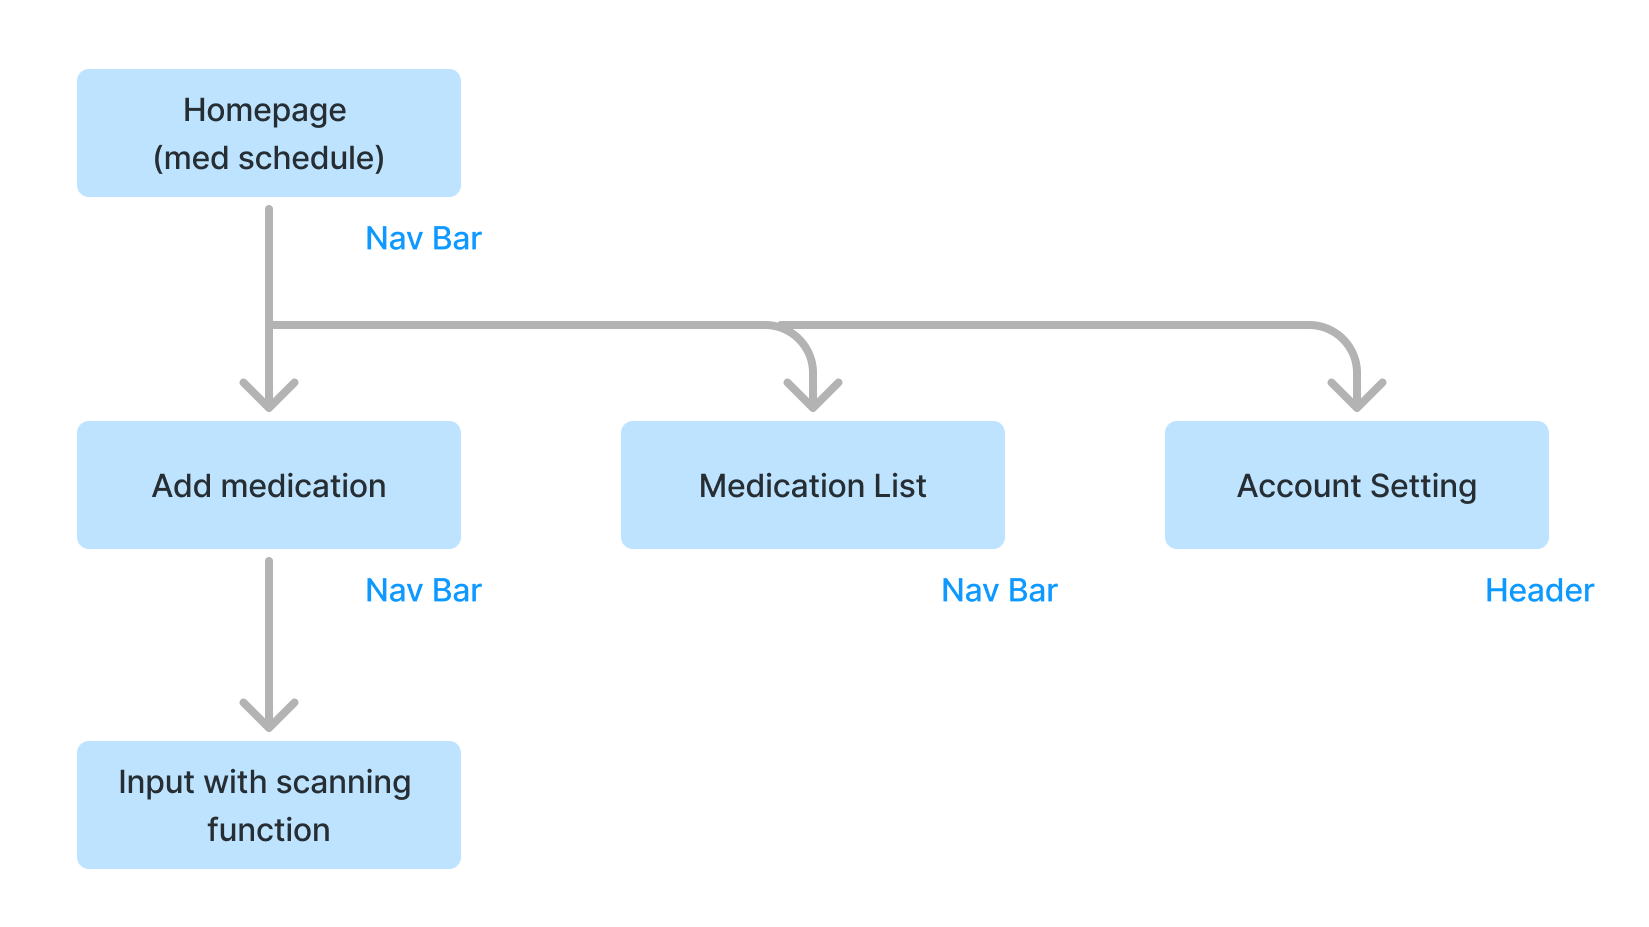 Homepage
(med schedule)
Nav Bar
Add medication
Medication List
Account Setting
Nav Bar
Nav Bar
Header
Input with scanning
function